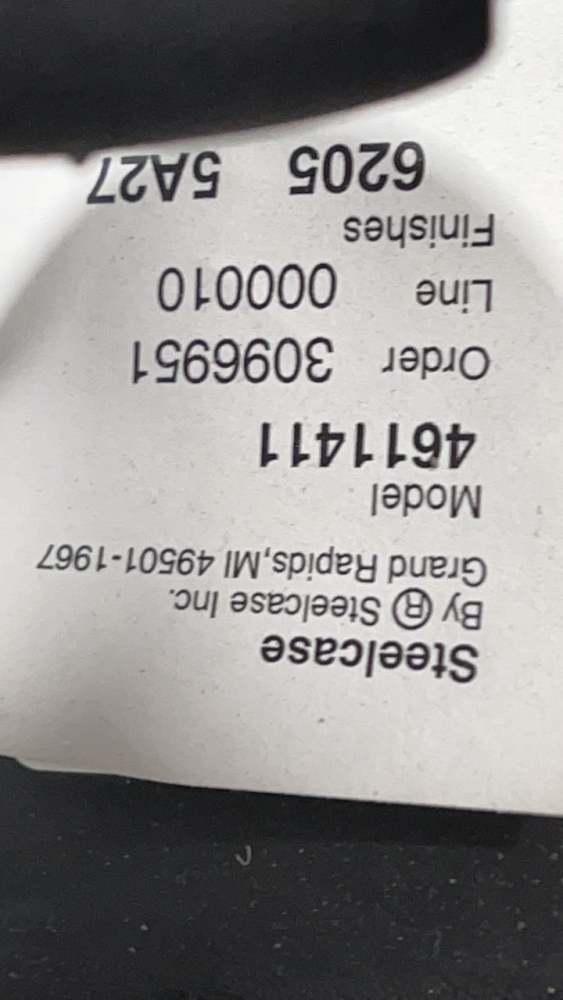 Steelcase
By ® Steelcase Inc.
Grand Rapids,MI 49501-1967
Model
4611411
Order 3096951
Line 000010
Finishes
6205 5A27